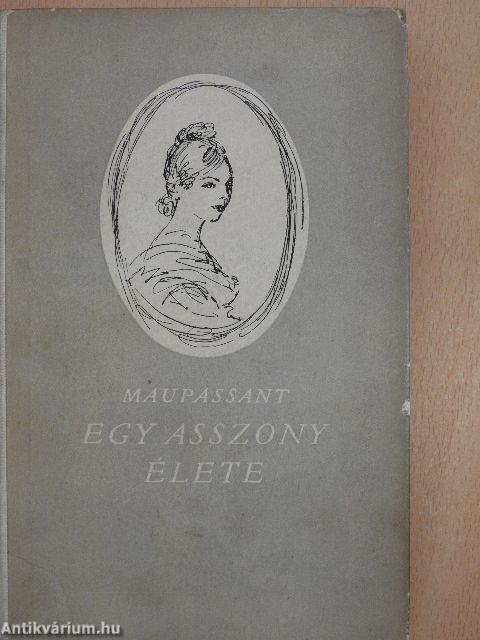 MAUPASSANT
EGY ASSZONY
ÉLETE
Antikvárium.hu